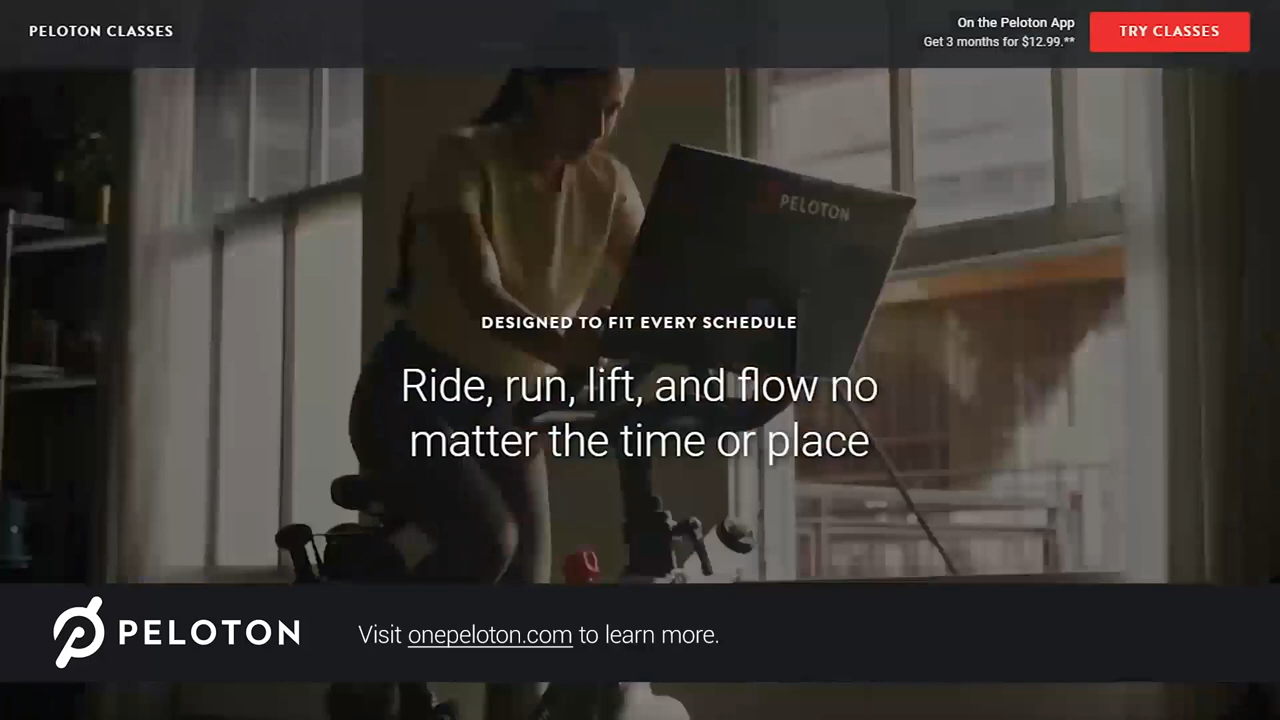 PELOTON CLASSES
On the Peloton App
Get 3 months for $12.99.**
TRY CLASSES
PELOTON
DESIGNED TO FIT EVERY SCHEDULE
Ride, run, lift, and flow no
matter the time or place
PELOTON
Visit onepeloton.com to learn more.